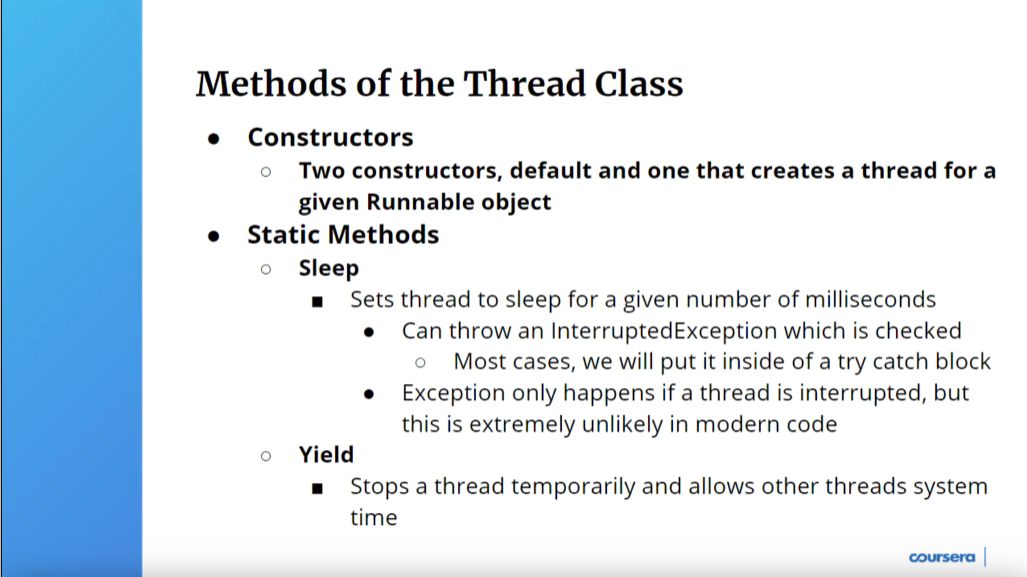 Methods of the Thread Class
● Constructors
○ Two constructors, default and one that creates a thread for a
given Runnable object
● Static Methods
○ Sleep
■ Sets thread to sleep for a given number of milliseconds
● Can throw an InterruptedException which is checked
○ Most cases, we will put it inside of a try catch block
● Exception only happens if a thread is interrupted, but
this is extremely unlikely in modern code
○ Yield
■ Stops a thread temporarily and allows other threads system
time
coursera |